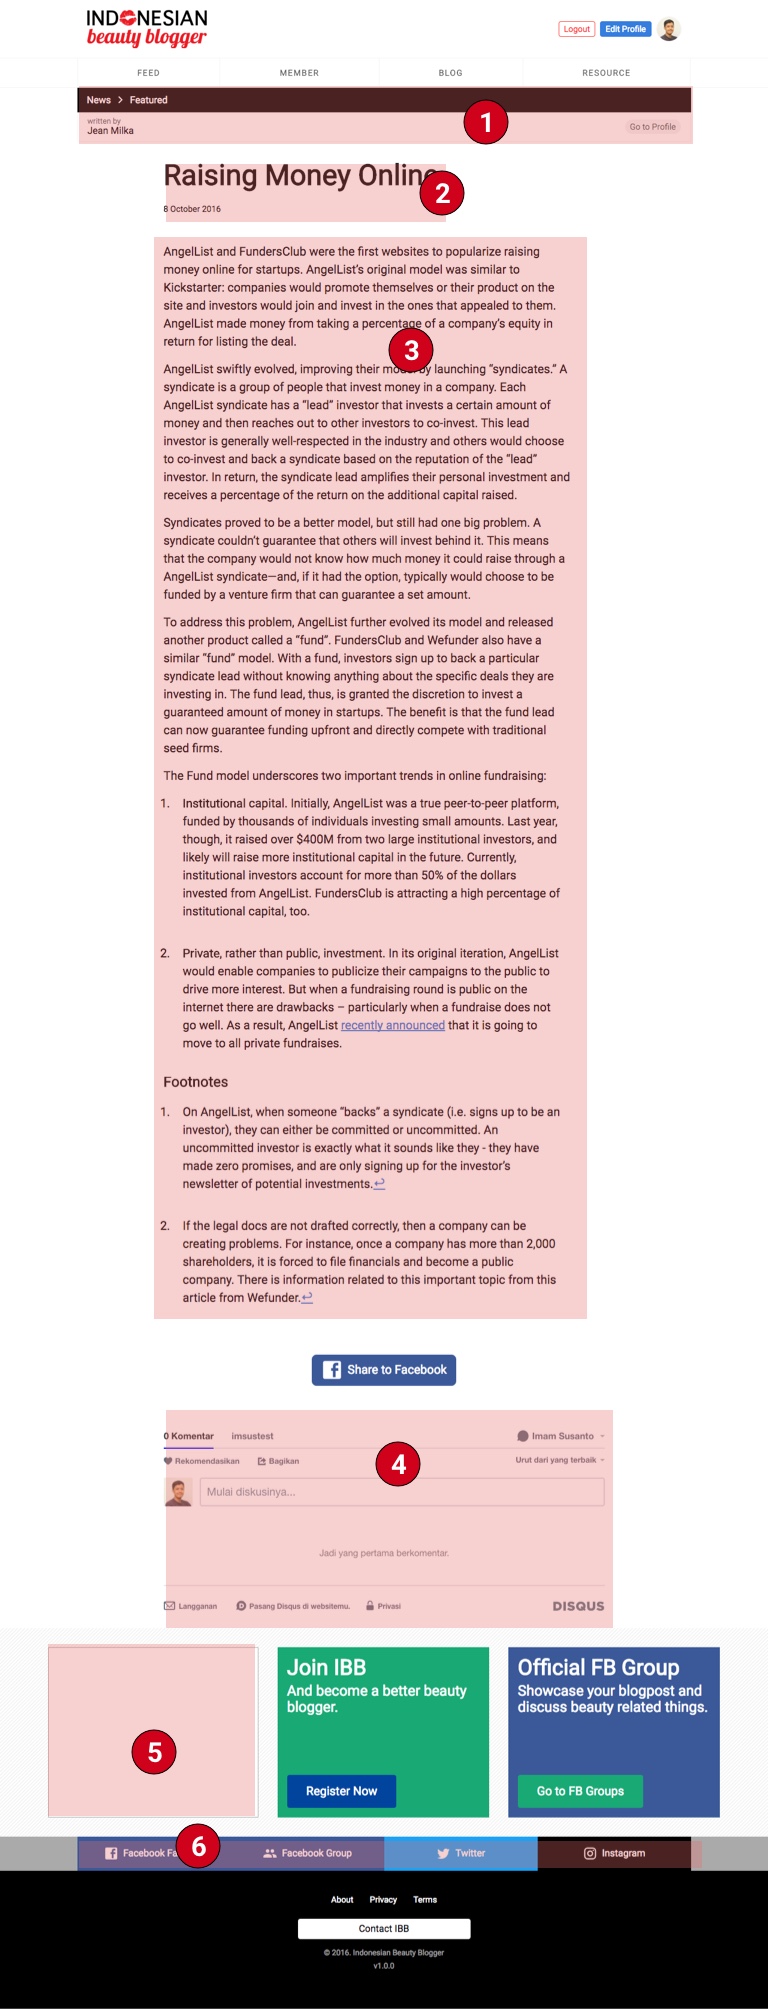 INDONESIAN
beauty blogger
Logout
Edit Profile
FEED
MEMBER
BLOG
RESOURCE
News > Featured
written by
Jean Milka
Go to Profile
1
Raising Money Online
2
8 October 2016
AngelList and FundersClub were the first websites to popularize raising
money online for startups. AngelList's original model was similar to
Kickstarter: companies would promote themselves or their product on the
site and investors would join and invest in the ones that appealed to them.
AngelList made money from taking a percentage of a company's equity in
return for listing the deal.
3
AngelList swiftly evolved, improving their model by launching "syndicates." A
syndicate is a group of people that invest money in a company. Each
AngelList syndicate has a "lead" investor that invests a certain amount of
money and then reaches out to other investors to co-invest. This lead
investor is generally well-respected in the industry and others would choose
to co-invest and back a syndicate based on the reputation of the "lead"
investor. In return, the syndicate lead amplifies their personal investment and
receives a percentage of the return on the additional capital raised.
Syndicates proved to be a better model, but still had one big problem. A
syndicate couldn't guarantee that others will invest behind it. This means
that the company would not know how much money it could raise through a
AngelList syndicate—and, if it had the option, typically would choose to be
funded by a venture firm that can guarantee a set amount.
To address this problem, AngelList further evolved its model and released
another product called a "fund". FundersClub and Wefunder also have a
similar "fund" model. With a fund, investors sign up to back a particular
syndicate lead without knowing anything about the specific deals they are
investing in. The fund lead, thus, is granted the discretion to invest a
guaranteed amount of money in startups. The benefit is that the fund lead
can now guarantee funding upfront and directly compete with traditional
seed firms.
The Fund model underscores two important trends in online fundraising:
1. Institutional capital. Initially, AngelList was a true peer-to-peer platform,
funded by thousands of individuals investing small amounts. Last year,
though, it raised over $400M from two large institutional investors, and
likely will raise more institutional capital in the future. Currently,
institutional investors account for more than 50% of the dollars
invested from AngelList. FundersClub is attracting a high percentage of
institutional capital, too.
2. Private, rather than public, investment. In its original iteration, AngelList
would enable companies to publicize their campaigns to the public to
drive more interest. But when a fundraising round is public on the
internet there are drawbacks – particularly when a fundraise does not
go well. As a result, AngelList recently announced that it is going to
move to all private fundraises.
Footnotes
1. On AngelList, when someone "backs" a syndicate (i.e. signs up to be an
investor), they can either be committed or uncommitted. An
uncommitted investor is exactly what it sounds like they - they have
made zero promises, and are only signing up for the investor's
newsletter of potential investments.↩
2. If the legal docs are not drafted correctly, then a company can be
creating problems. For instance, once a company has more than 2,000
shareholders, it is forced to file financials and become a public
company. There is information related to this important topic from this
article from Wefunder.↩
Share to Facebook
0 Komentar
imsustest
Imam Susanto
4
Rekomendasikan
Bagikan
Urut dari yang terbaik
Mulai diskusinya...
Jadi yang pertama berkomentar.
Langganan
Pasang Disqus di websitemu.
Privasi
DISQUS
5
Join IBB
And become a better beauty
blogger.
Register Now
Official FB Group
Showcase your blogpost and
discuss beauty related things.
Go to FB Groups
6
Facebook
Facebook Group
Twitter
Instagram
About
Privacy
Terms
Contact IBB
© 2016. Indonesian Beauty Blogger
v1.0.0